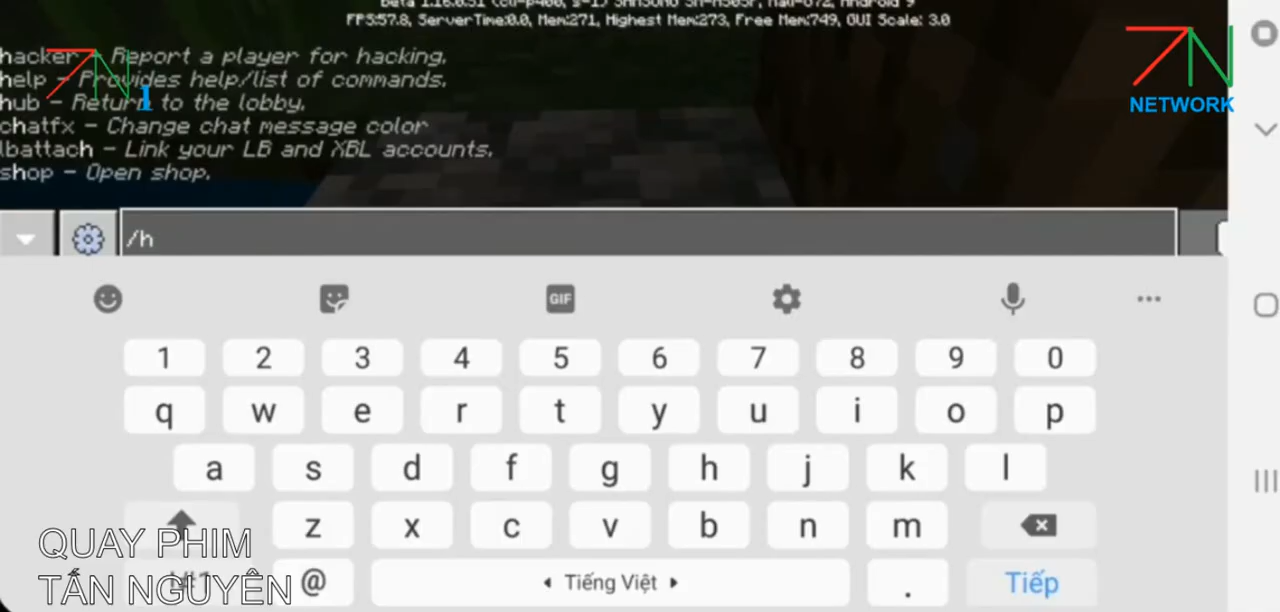 FPS:57.8, ServerTime:0.0, Mem:271, Highest Mem:273, Free Mem:749, GUI Scale: 3.0
hacker - Report a player for hacking.
help - Provides help/list of commands.
hub - Return to the lobby.
chatfx - Change chat message color
lbattach - Link your LB and XBL accounts.
shop - Open shop.
NETWORK
/h
GIF
1 2 3 4 5 6 7 8 9 0
q w e r t y u i o p
a s d f g h j k l
z x c v b n m
@ Tiếng Việt . Tiếp
QUAY PHIM
TẤN NGUYÊN